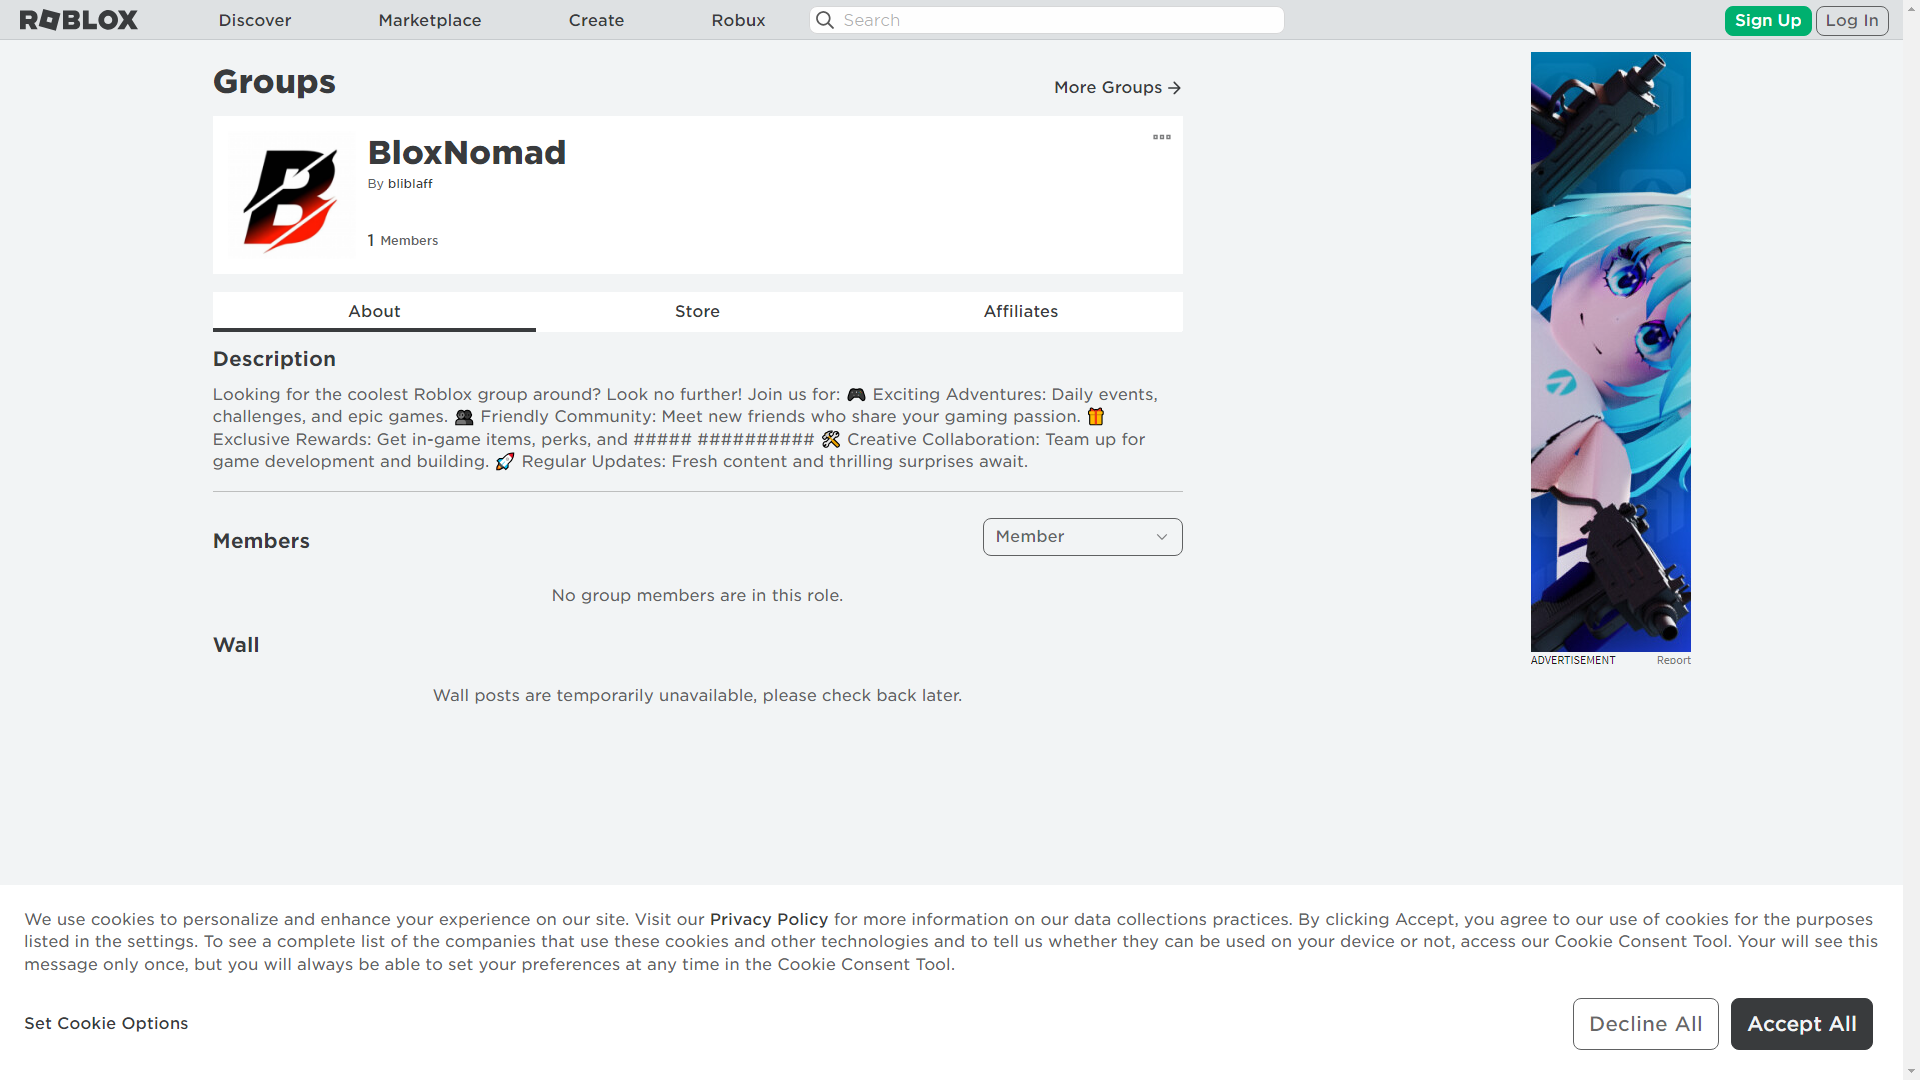 ROBLOX Discover Marketplace Create Robux Search Sign Up Log In
Groups
More Groups
BloxNomad
By bliblaff
1 Members
About Store Affiliates
Description
Looking for the coolest Roblox group around? Look no further! Join us for: 🎮 Exciting Adventures: Daily events,
challenges, and epic games. 👥 Friendly Community: Meet new friends who share your gaming passion. 🎁
Exclusive Rewards: Get in-game items, perks, and ##### ########## 🛠 Creative Collaboration: Team up for
game development and building. 🚀 Regular Updates: Fresh content and thrilling surprises await.
Members
Member
No group members are in this role.
Wall
Wall posts are temporarily unavailable, please check back later.
ADVERTISEMENT Report
We use cookies to personalize and enhance your experience on our site. Visit our Privacy Policy for more information on our data collections practices. By clicking Accept, you agree to our use of cookies for the purposes
listed in the settings. To see a complete list of the companies that use these cookies and other technologies and to tell us whether they can be used on your device or not, access our Cookie Consent Tool. Your will see this
message only once, but you will always be able to set your preferences at any time in the Cookie Consent Tool.
Set Cookie Options
Decline All
Accept All